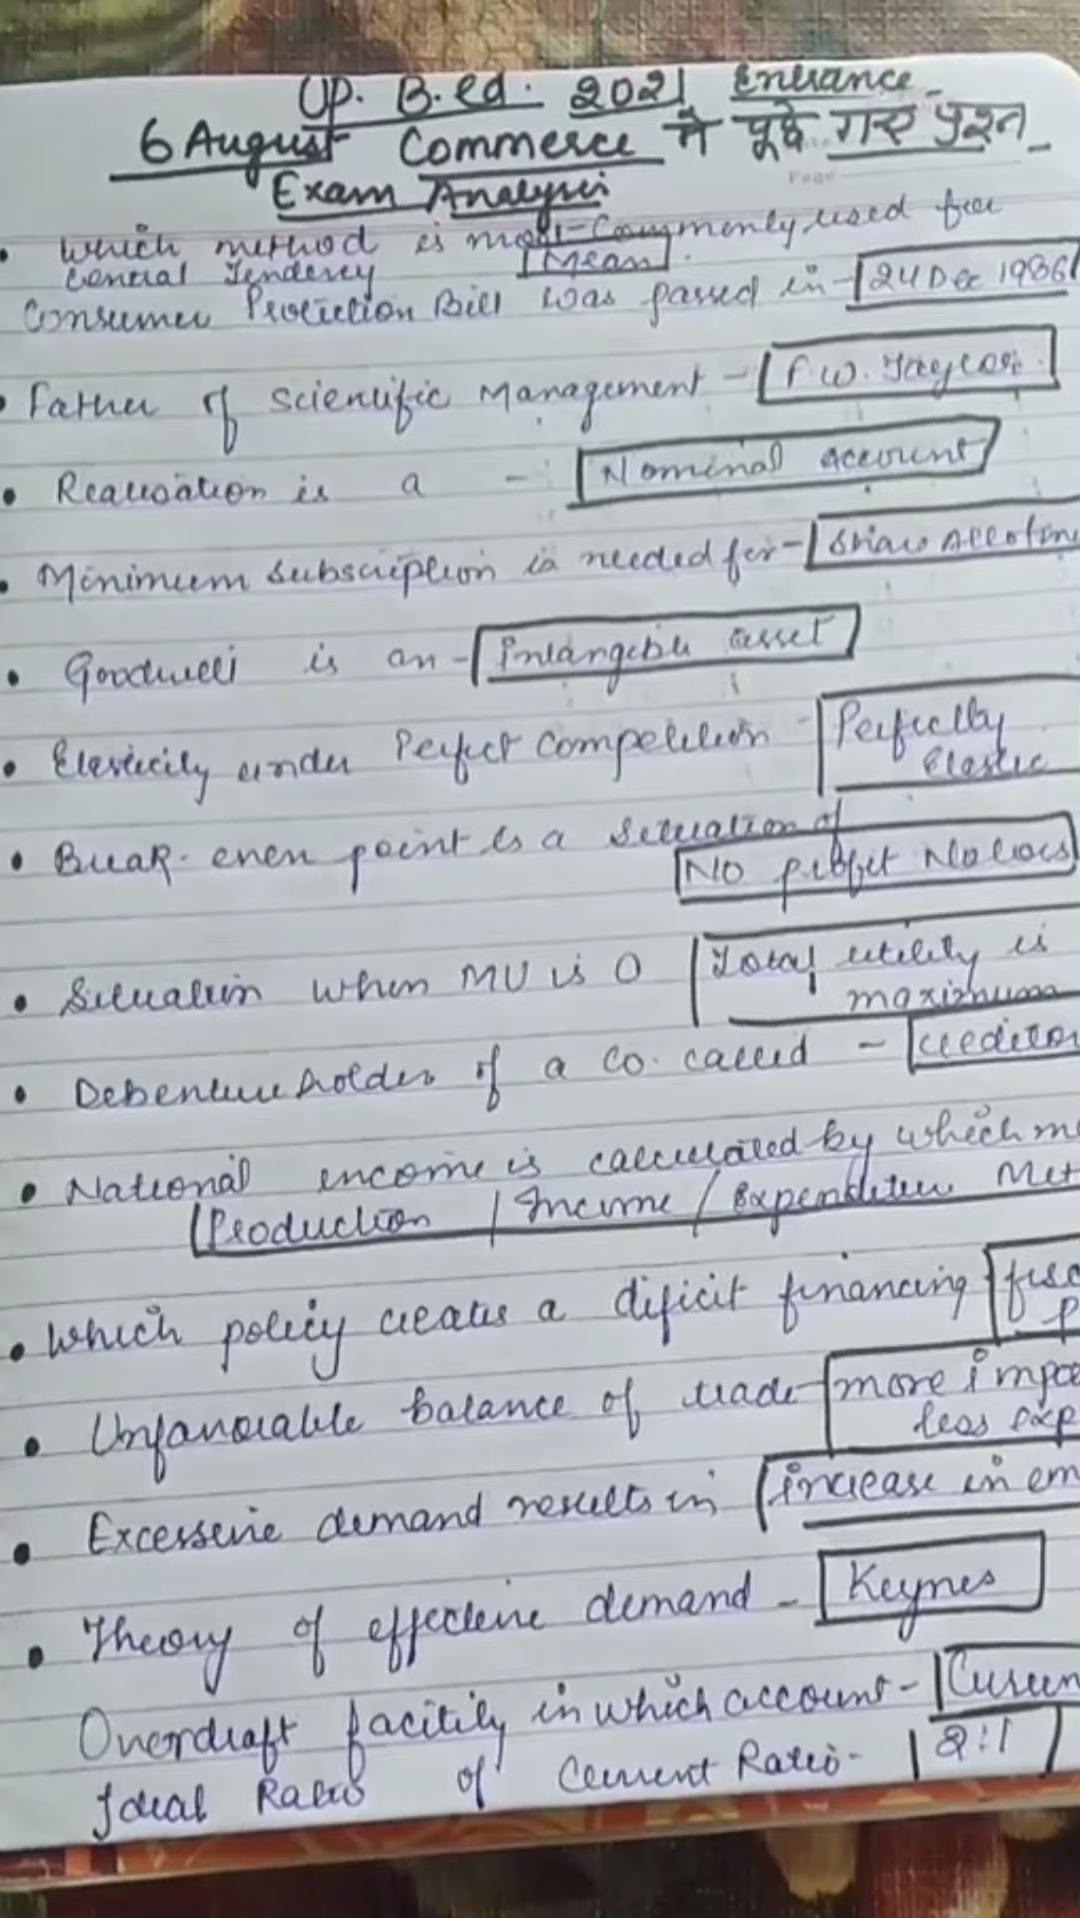 UP. B.ed. 2021 Entrance
6 August Commerce में पूछे गए प्रश्न
Page
Exam Analysis
• Which method is most commonly used for
Central Tendency Mean.
Consumer Protection Bill was passed in - 24 Dec 1986
• Father of scientific Management - F.W. Taylor.
• Realisation is a - Nominal account
• Minimum subscription is needed for - Share Allotm
• Goodwill is an - intangible asset
• Elasticity under Perfect Competition - Perfectly
Elastic
• Break-even point is a situation of
No profit No loss
• Situation when MU is 0 Total utility is
maximum
• Debenture holder of a Co. called - creditor
• National income is calculated by which me
Production / Income / Expenditure Met
• Which policy creates a deficit financing fisc
P
• Unfavourable balance of trade - more impo
less exp
• Excessive demand results in increase in em
• Theory of effective demand - Keynes
Overdraft facitily in which account - Curren
Ideal Ratio of Current Ratio - 2:1